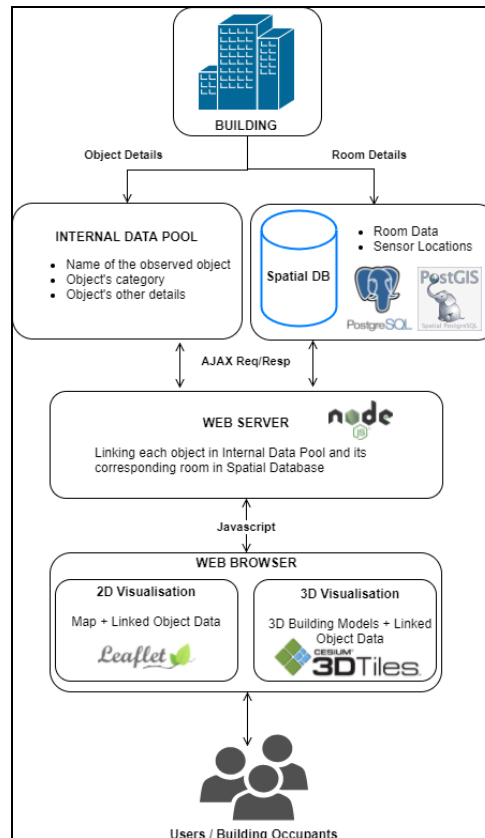 BUILDING
Object Details
Room Details
INTERNAL DATA POOL
Name of the observed object
Object's category
Object's other details
Spatial DB
Room Data
Sensor Locations
PostgreSQL
PostGIS
Spatial PostgreSQL
AJAX Req/Resp
WEB SERVER
node
JS
Linking each object in Internal Data Pool and its
corresponding room in Spatial Database
Javascript
WEB BROWSER
2D Visualisation
Map + Linked Object Data
Leaflet
3D Visualisation
3D Building Models + Linked
Object Data
CESIUM
3DTiles
Users / Building Occupants